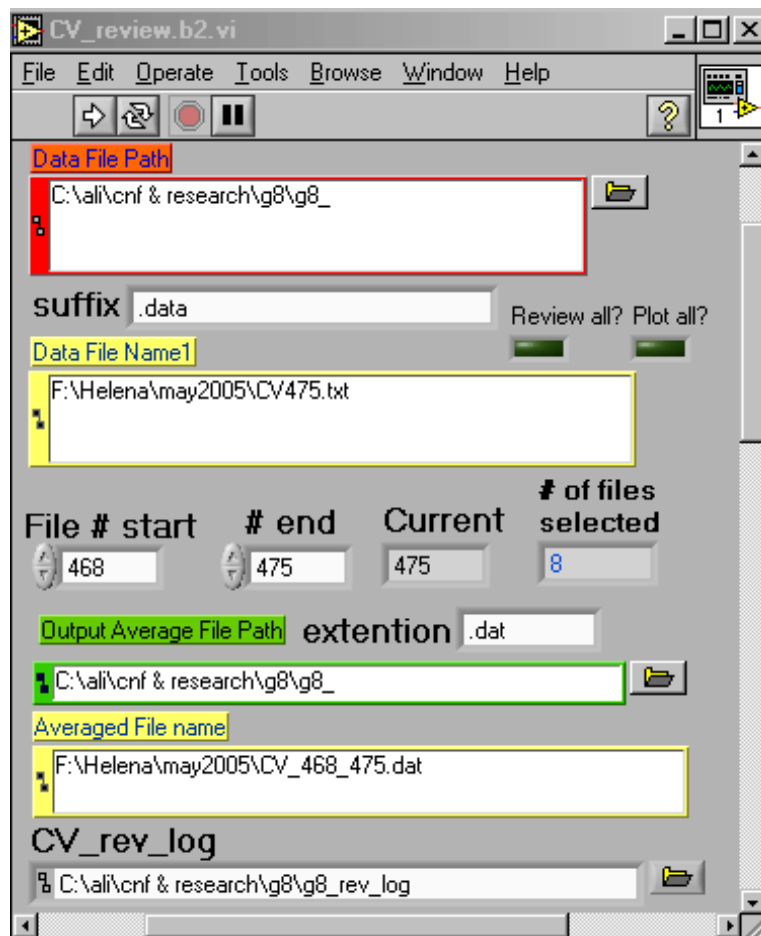 CV_review.b2.vi
File Edit Operate Tools Browse Window Help
1
Data File Path
C:\ali\cnf & research\g8\g8_
suffix .data
Review all? Plot all?
Data File Name1
F:\Helena\may2005\CV475.txt
File # start # end Current # of files selected
468 475 475 8
Output Average File Path extention .dat
C:\ali\cnf & research\g8\g8_
Averaged File name
F:\Helena\may2005\CV_468_475.dat
CV_rev_log
C:\ali\cnf & research\g8\g8_rev_log